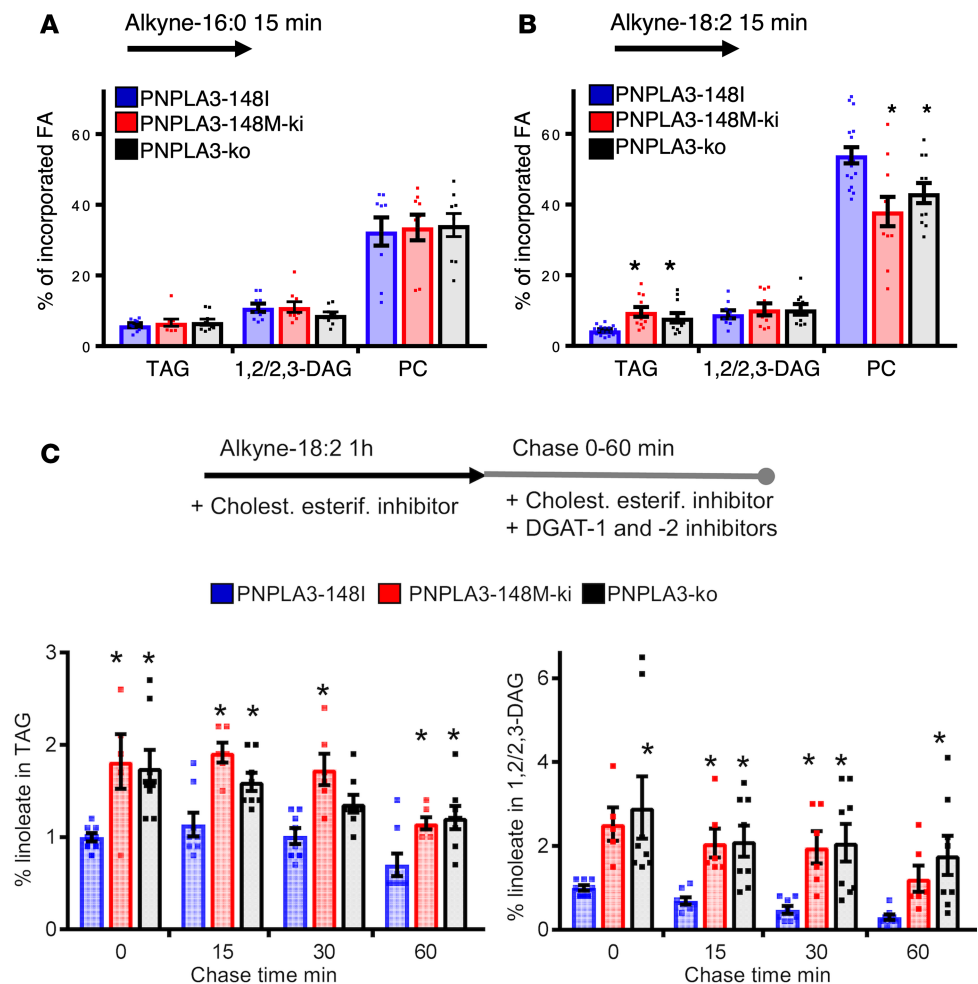 A
Alkyne-16:0 15 min
PNPLA3-148I
PNPLA3-148M-ki
PNPLA3-ko
% of incorporated FA
60
40
20
0
TAG 1,2/2,3-DAG PC
B
Alkyne-18:2 15 min
PNPLA3-148I
PNPLA3-148M-ki
PNPLA3-ko
% of incorporated FA
60
40
20
0
* * * *
TAG 1,2/2,3-DAG PC
C
Alkyne-18:2 1h
+ Cholest. esterif. inhibitor
Chase 0-60 min
+ Cholest. esterif. inhibitor
+ DGAT-1 and -2 inhibitors
PNPLA3-148I PNPLA3-148M-ki PNPLA3-ko
% linoleate in TAG
3
2
1
0
* * * * * * *
0 15 30 60
Chase time min
% linoleate in 1,2/2,3-DAG
6
4
2
0
* * * * * *
0 15 30 60
Chase time min